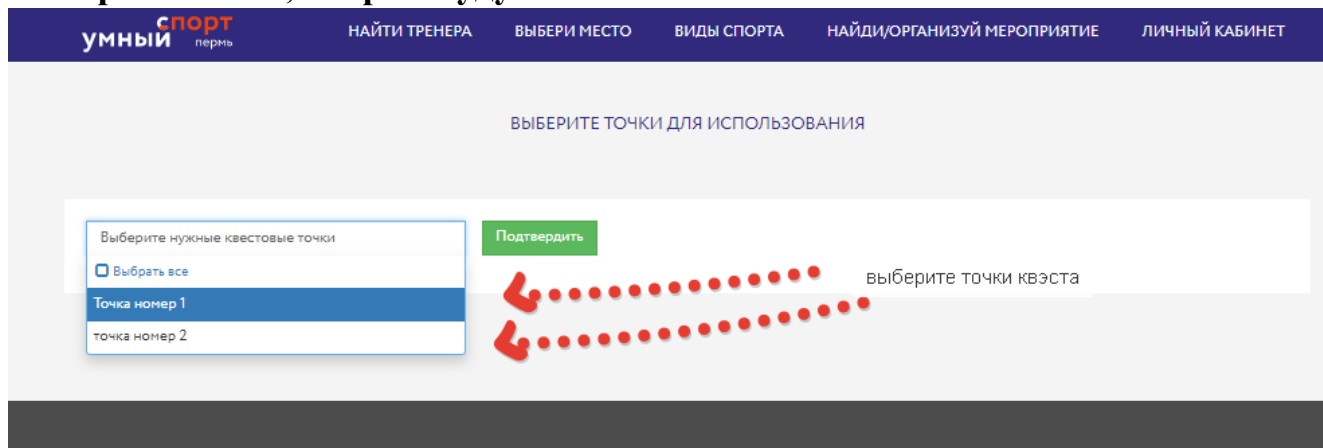 спорт
умный пермь
НАЙТИ ТРЕНЕРА ВЫБЕРИ МЕСТО ВИДЫ СПОРТА НАЙДИ/ОРГАНИЗУЙ МЕРОПРИЯТИЕ ЛИЧНЫЙ КАБИНЕТ
ВЫБЕРИТЕ ТОЧКИ ДЛЯ ИСПОЛЬЗОВАНИЯ
Выберите нужные квестовые точки Подтвердить
Выбрать все
выберите точки квэста
Точка номер 1
точка номер 2